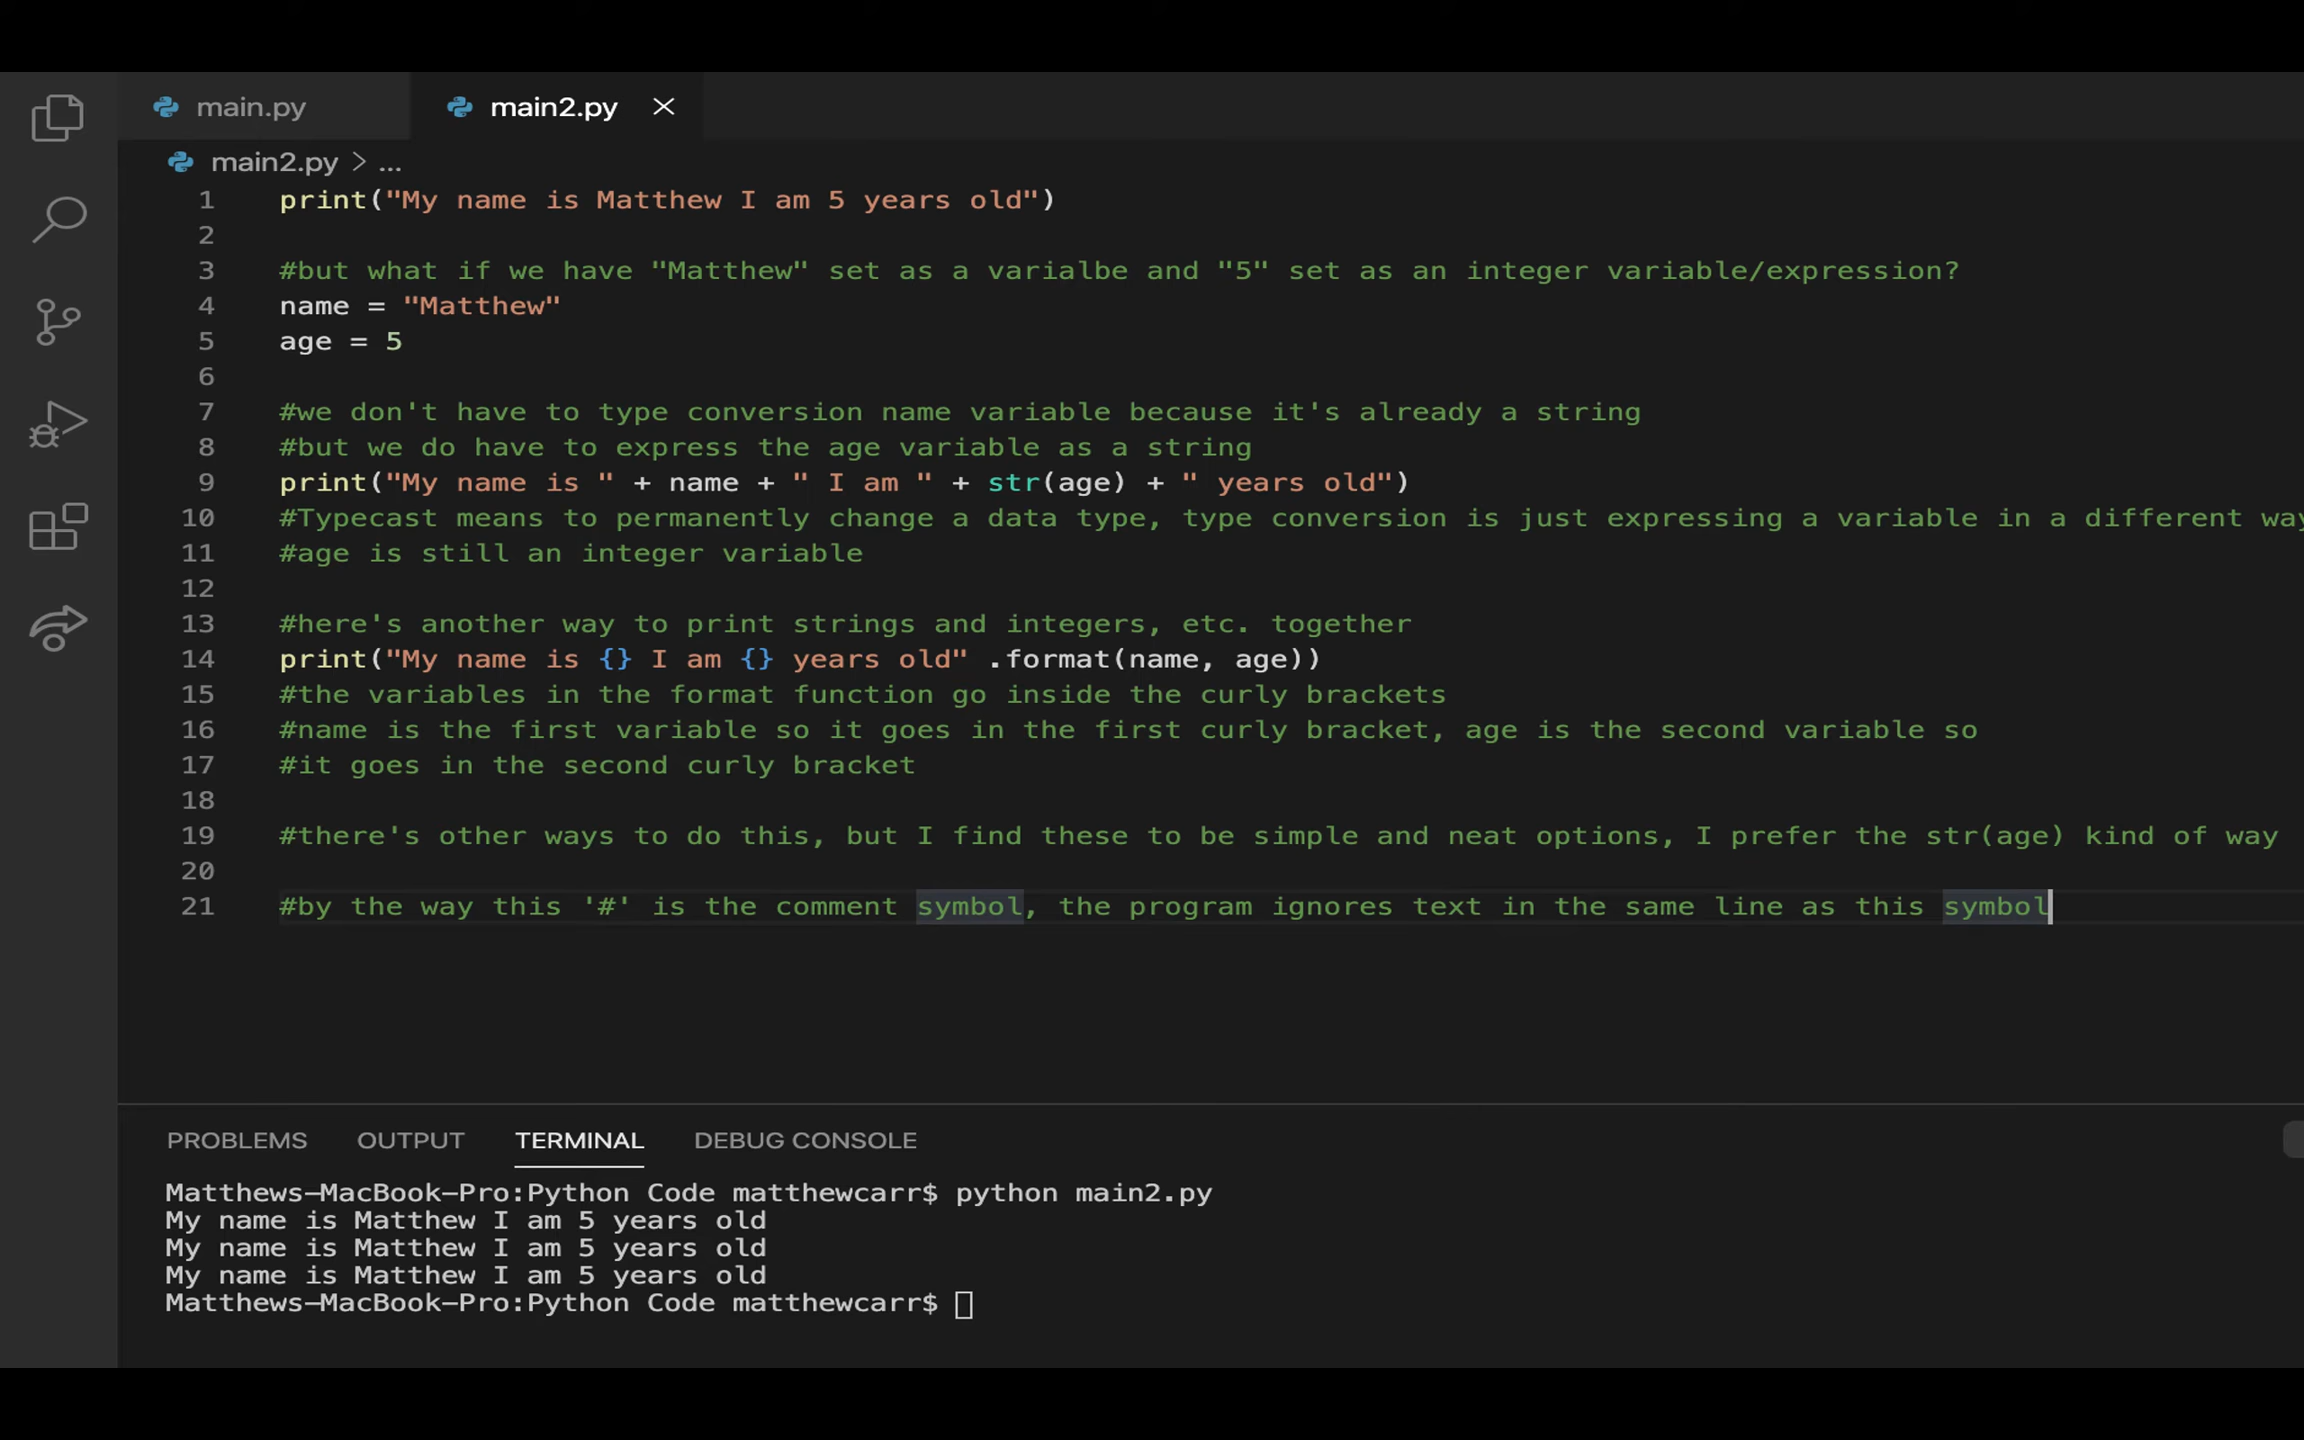 main.py
main2.py
main2.py > ...
1 print("My name is Matthew I am 5 years old")
2
3 #but what if we have "Matthew" set as a varialbe and "5" set as an integer variable/expression?
4 name = "Matthew"
5 age = 5
6
7 #we don't have to type conversion name variable because it's already a string
8 #but we do have to express the age variable as a string
9 print("My name is " + name + " I am " + str(age) + " years old")
10 #Typecast means to permanently change a data type, type conversion is just expressing a variable in a different way
11 #age is still an integer variable
12
13 #here's another way to print strings and integers, etc. together
14 print("My name is {} I am {} years old" .format(name, age))
15 #the variables in the format function go inside the curly brackets
16 #name is the first variable so it goes in the first curly bracket, age is the second variable so
17 #it goes in the second curly bracket
18
19 #there's other ways to do this, but I find these to be simple and neat options, I prefer the str(age) kind of way
20
21 #by the way this '#' is the comment symbol, the program ignores text in the same line as this symbol
PROBLEMS OUTPUT TERMINAL DEBUG CONSOLE
Matthews-MacBook-Pro:Python Code matthewcarr$ python main2.py
My name is Matthew I am 5 years old
My name is Matthew I am 5 years old
My name is Matthew I am 5 years old
Matthews-MacBook-Pro:Python Code matthewcarr$